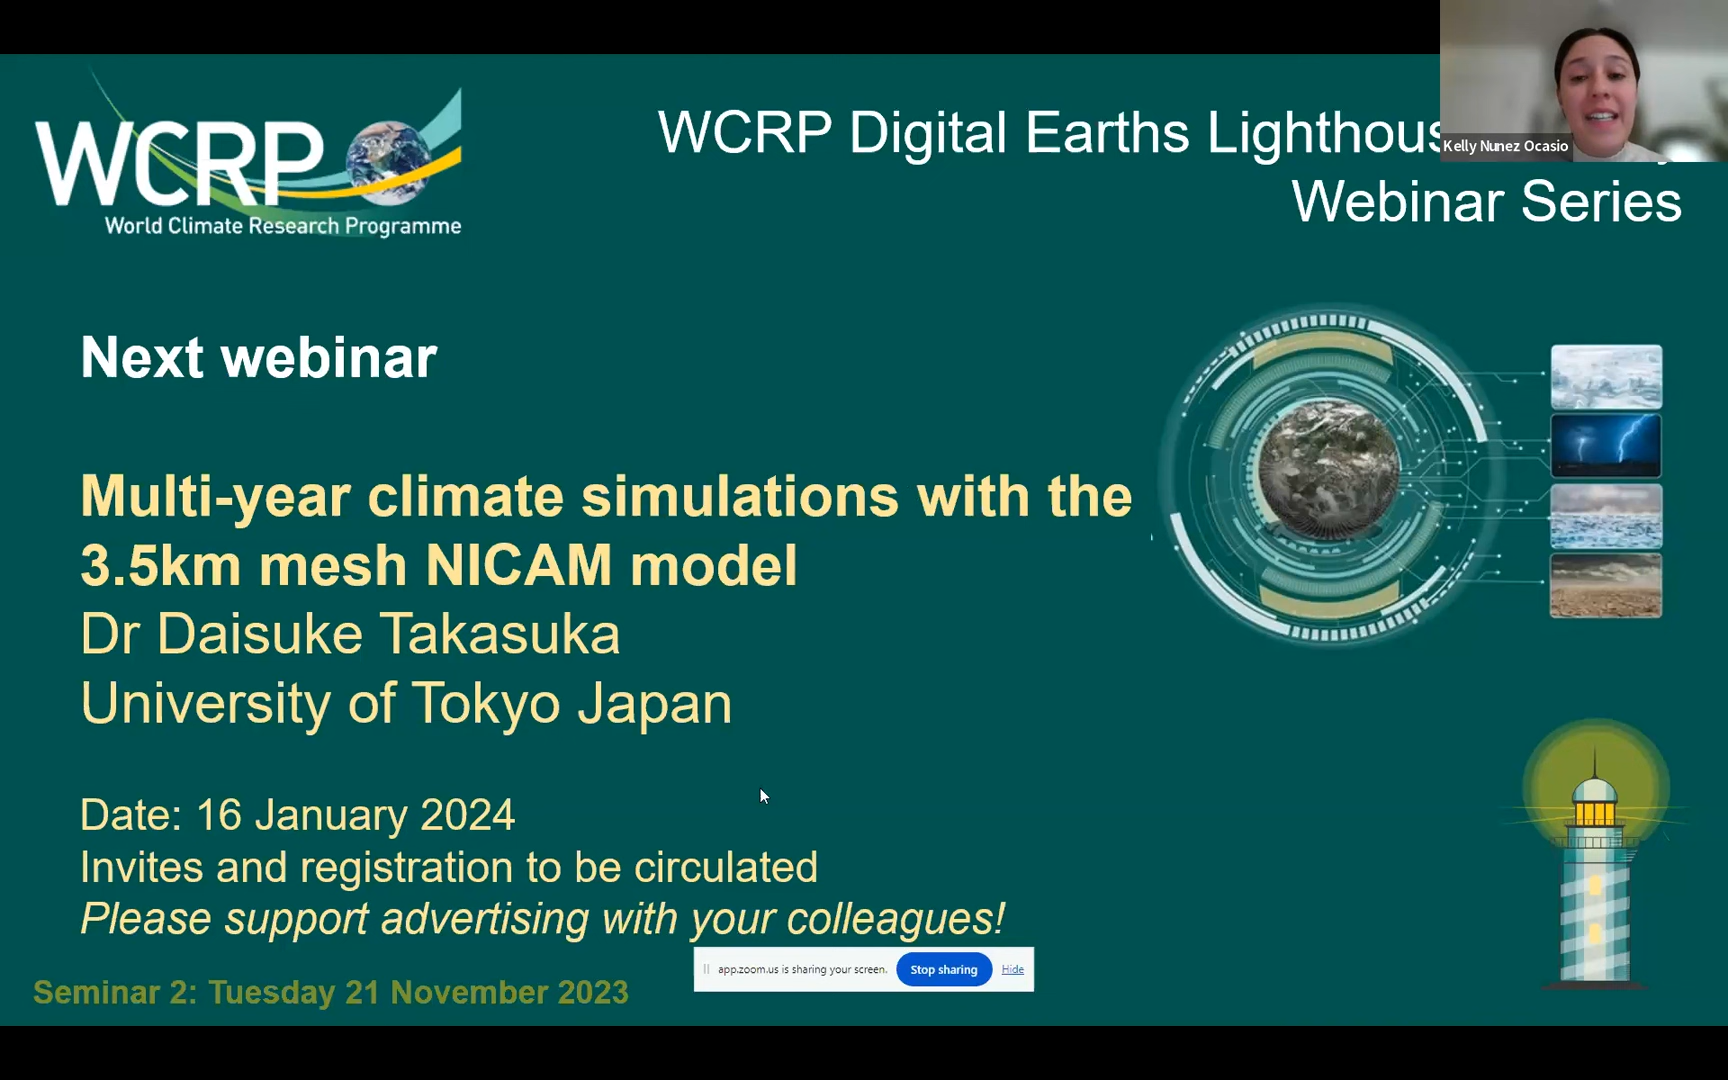 WCRP
World Climate Research Programme
WCRP Digital Earths
Webinar Series
Kelly Nunez Ocasio
Next webinar
Multi-year climate simulations with the
3.5km mesh NICAM model
Dr Daisuke Takasuka
University of Tokyo Japan
Date: 16 January 2024
Invites and registration to be circulated
Please support advertising with your colleagues!
app.zoom.us is sharing your screen.
Stop sharing
Hide
Seminar 2: Tuesday 21 November 2023